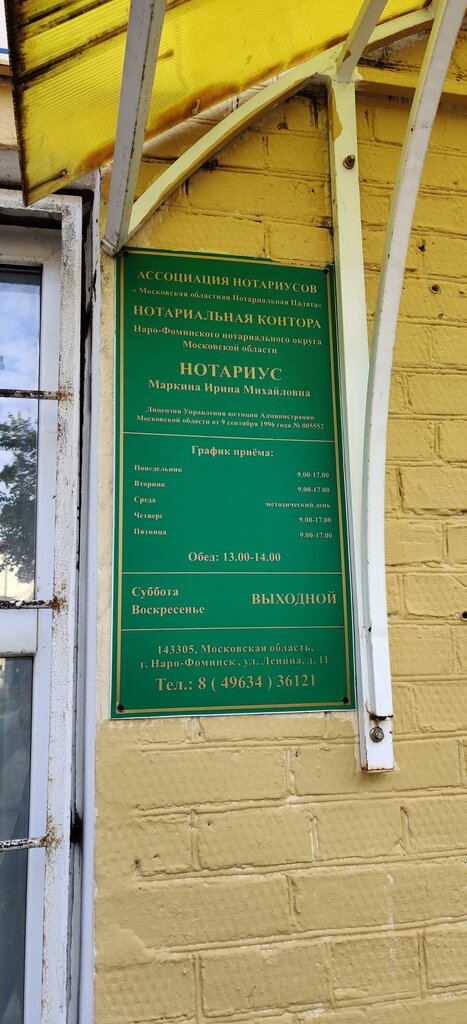 АССОЦИАЦИЯ НОТАРИУСОВ
« Московская областная Нотариальная Палата»
НОТАРИАЛЬНАЯ КОНТОРА
Наро-Фоминского нотариального округа
Московской области
НОТАРИУС
Маркина Ирина Михайловна
Лицензия Управления юстиции Администрации
Московской области от 9 сентября 1996 года № 005552
График приёма:
Понедельник 9.00-17.00
Вторник 9.00-17.00
Среда методический день
Четверг 9.00-17.00
Пятница 9.00-17.00
Обед: 13.00-14.00
Суббота
Воскресенье ВЫХОДНОЙ
143305, Московская область,
г. Наро-Фоминск , ул. Ленина, д. 11
Тел.: 8 ( 49634 ) 36121